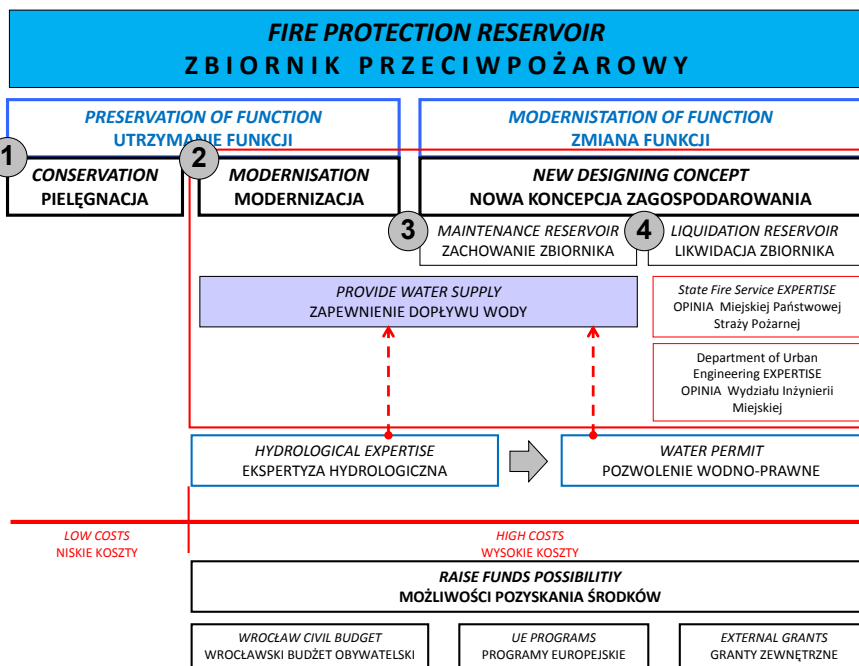 FIRE PROTECTION RESERVOIR
ZBIORNIK PRZECIWPOŻAROWY
PRESERVATION OF FUNCTION
UTRZYMANIE FUNKCJI
MODERNISTATION OF FUNCTION
ZMIANA FUNKCJI
1
CONSERVATION
PIELĘGNACJA
2
MODERNISATION
MODERNIZACJA
NEW DESIGNING CONCEPT
NOWA KONCEPCJA ZAGOSPODAROWANIA
3
MAINTENANCE RESERVOIR
ZACHOWANIE ZBIORNIKA
4
LIQUIDATION RESERVOIR
LIKWIDACJA ZBIORNIKA
PROVIDE WATER SUPPLY
ZAPEWNIENIE DOPŁYWU WODY
State Fire Service EXPERTISE
OPINIA Miejskiej Państwowej
Straży Pożarnej
Department of Urban
Engineering EXPERTISE
OPINIA Wydziału Inżynierii
Miejskiej
HYDROLOGICAL EXPERTISE
EKSPERTYZA HYDROLOGICZNA
WATER PERMIT
POZWOLENIE WODNO-PRAWNE
LOW COSTS
NISKIE KOSZTY
HIGH COSTS
WYSOKIE KOSZTY
RAISE FUNDS POSSIBILITIY
MOŻLIWOŚCI POZYSKANIA ŚRODKÓW
WROCŁAW CIVIL BUDGET
WROCŁAWSKI BUDŻET OBYWATELSKI
UE PROGRAMS
PROGRAMY EUROPEJSKIE
EXTERNAL GRANTS
GRANTY ZEWNĘTRZNE